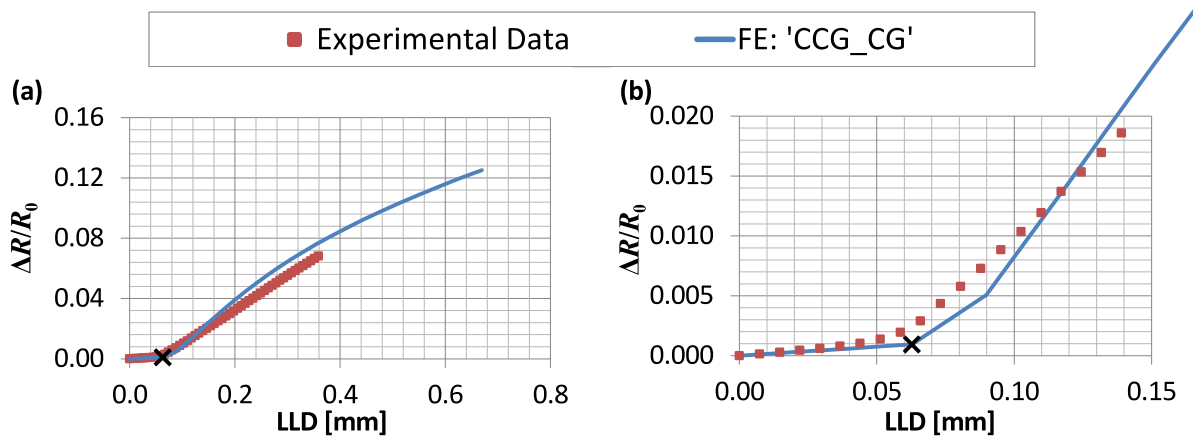 Experimental Data FE: 'CCG_CG'
(a)
0.16
0.12
0.08
0.04
0.00
ΔR/R0
0.0 0.2 0.4 0.6 0.8
LLD [mm]
(b)
0.020
0.015
0.010
0.005
0.000
ΔR/R0
0.00 0.05 0.10 0.15
LLD [mm]